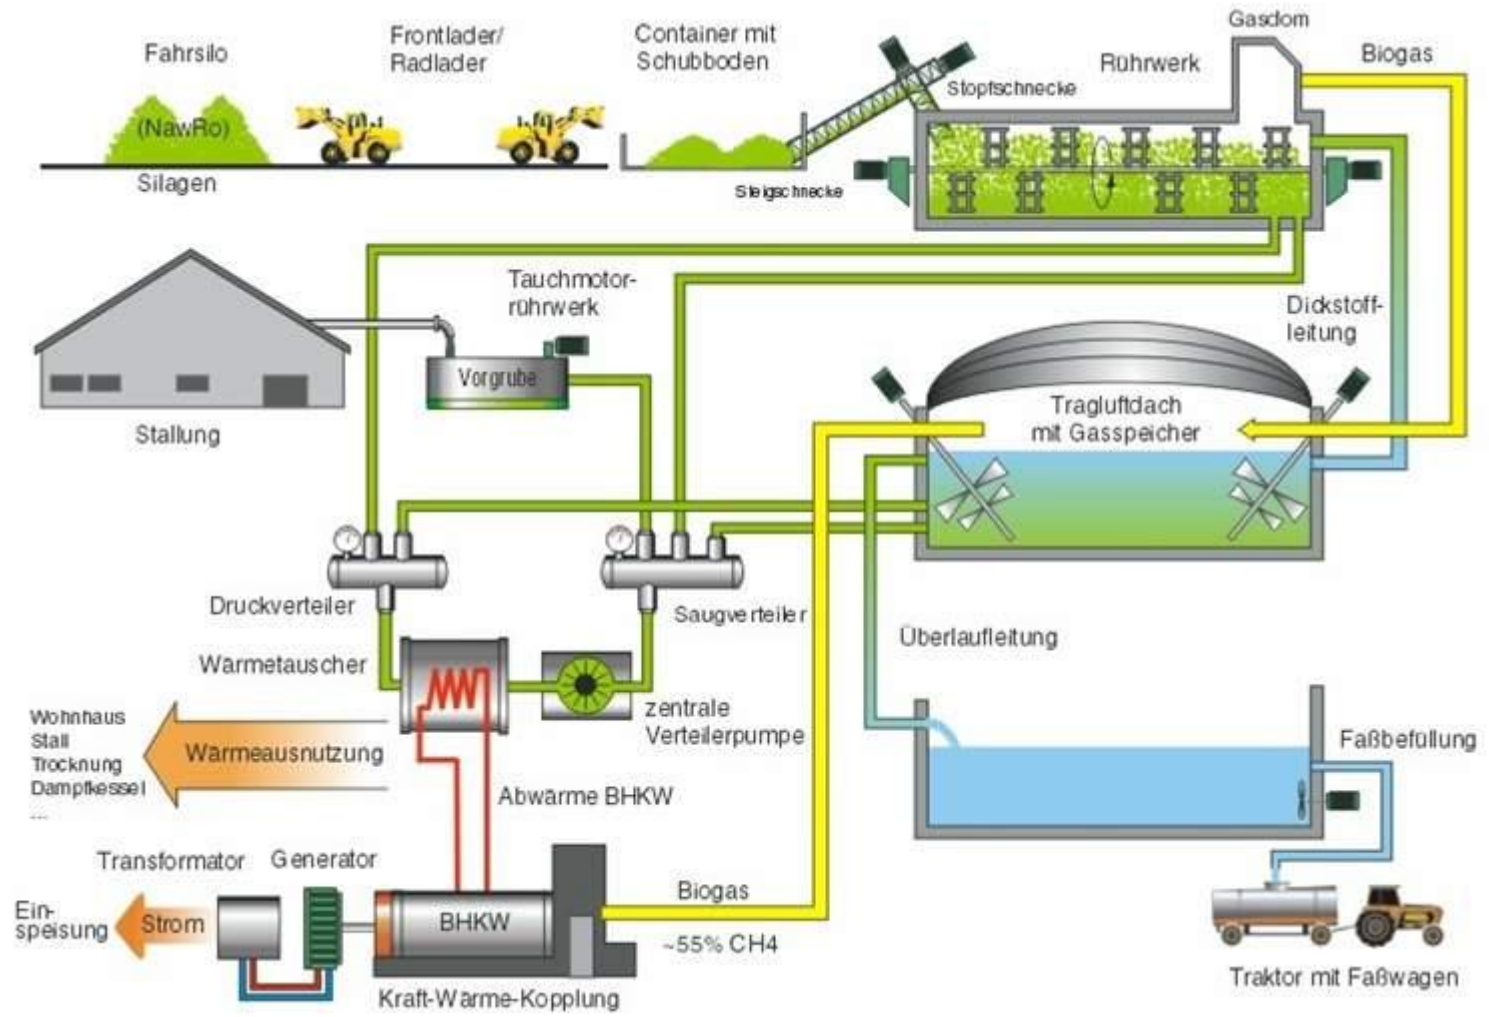 Gasdom
Fahrsilo
Frontlader/
Radlader
Container mit
Schubboden
Rührwerk
Biogas
Stopfschnecke
(NawRo)
Silagen
Steigschnecke
Tauchmotor-
rührwerk
Dickstoff-
leitung
Vorgrube
Tragluftdach
mit Gasspeicher
Stallung
Druckverteiler
Saugverteiler
Überlaufleitung
Wärmetauscher
zentrale
Verteilerpumpe
Wohnhaus
Stall
Trocknung
Dampfkessel
...
Wärmeausnutzung
Faßbefüllung
Abwärme BHKW
Transformator
Generator
Biogas
~55% CH4
Ein-
speisung
Strom
BHKW
Kraft-Wärme-Kopplung
Traktor mit Faßwagen